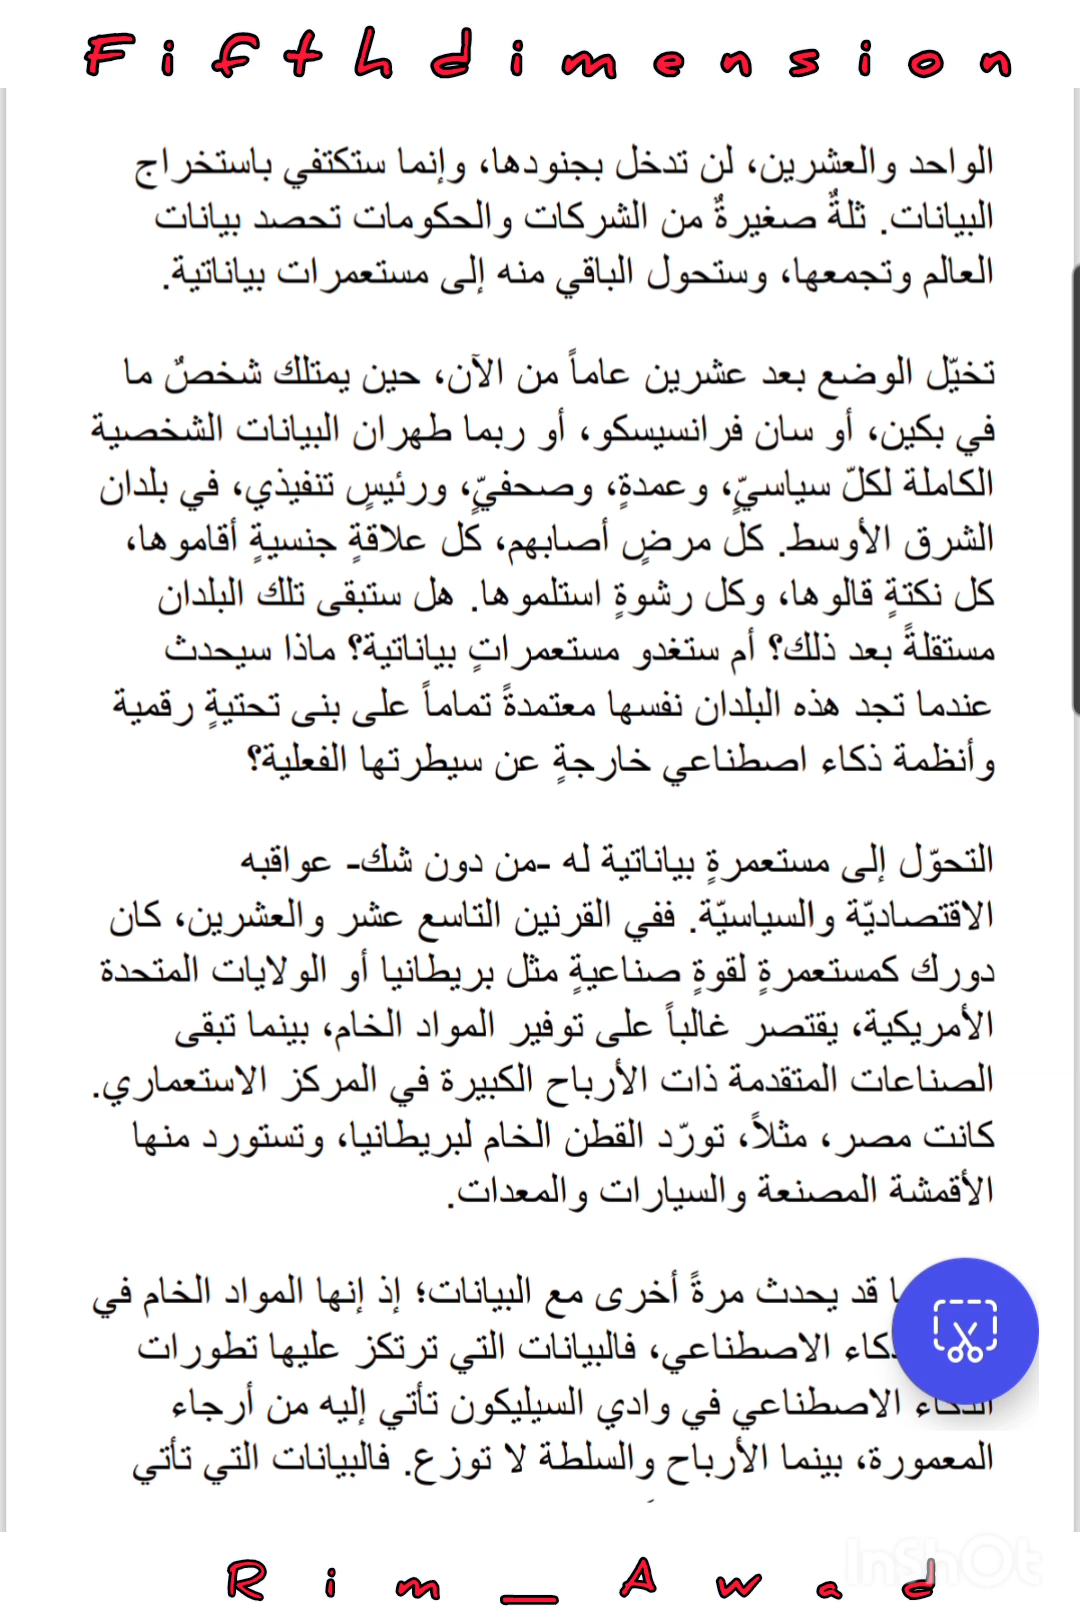 Fifthdimension
الواحد والعشرين، لن تدخل بجنودها، وإنما ستكتفي باستخراج
البيانات. ثلةٌ صغيرةٌ من الشركات والحكومات تحصد بيانات
العالم وتجمعها، وستحول الباقي منه إلى مستعمرات بياناتية.
تخيّل الوضع بعد عشرين عاماً من الآن، حين يمتلك شخصٌ ما
في بكين، أو سان فرانسيسكو، أو ربما طهران البيانات الشخصية
الكاملة لكلّ سياسيٍّ، وعمدةٍ، وصحفيٍّ، ورئيسٍ تنفيذي، في بلدان
الشرق الأوسط. كل مرضٍ أصابهم، كل علاقةٍ جنسيةٍ أقاموها،
كل نكتةٍ قالوها، وكل رشوةٍ استلموها. هل ستبقى تلك البلدان
مستقلةً بعد ذلك؟ أم ستغدو مستعمراتٍ بياناتية؟ ماذا سيحدث
عندما تجد هذه البلدان نفسها معتمدةً تماماً على بنى تحتيةٍ رقمية
وأنظمة ذكاء اصطناعي خارجةٍ عن سيطرتها الفعلية؟
التحوّل إلى مستعمرةٍ بياناتية له -من دون شك- عواقبه
الاقتصاديّة والسياسيّة. ففي القرنين التاسع عشر والعشرين، كان
دورك كمستعمرةٍ لقوةٍ صناعيةٍ مثل بريطانيا أو الولايات المتحدة
الأمريكية، يقتصر غالباً على توفير المواد الخام، بينما تبقى
الصناعات المتقدمة ذات الأرباح الكبيرة في المركز الاستعماري.
كانت مصر، مثلاً، تورّد القطن الخام لبريطانيا، وتستورد منها
الأقمشة المصنعة والسيارات والمعدات.
قد يحدث مرةً أخرى مع البيانات؛ إذ إنها المواد الخام في
الاصطناعي، فالبيانات التي ترتكز عليها تطورات
الذكاء الاصطناعي في وادي السيليكون تأتي إليه من أرجاء
المعمورة، بينما الأرباح والسلطة لا توزع. فالبيانات التي تأتي
InShOt
Rim_Awad